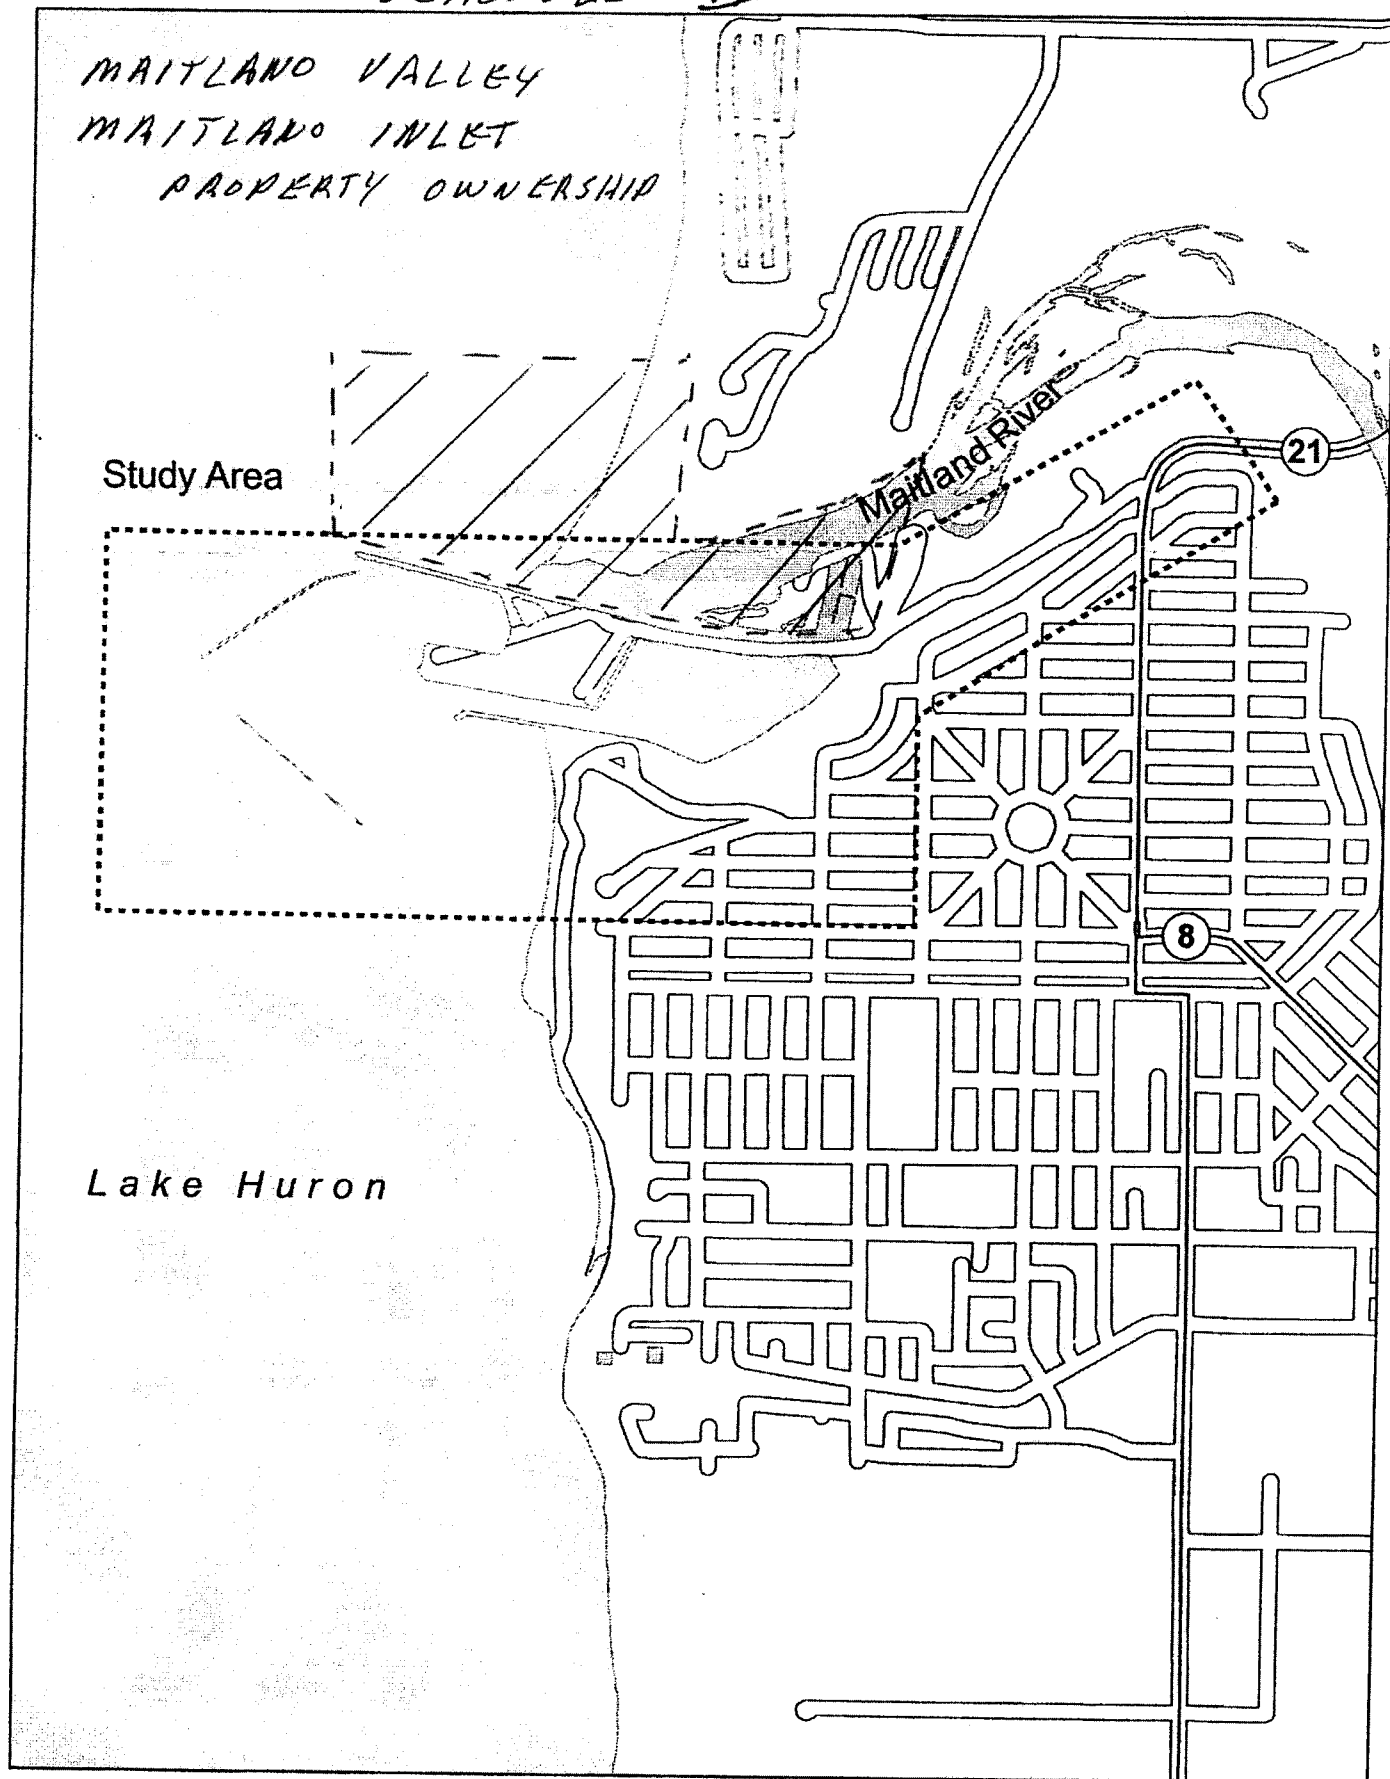 MAITLAND VALLEY
MAITLAND INLET
PROPERTY OWNERSHIP
Study Area
Maitland River
21
8
Lake Huron